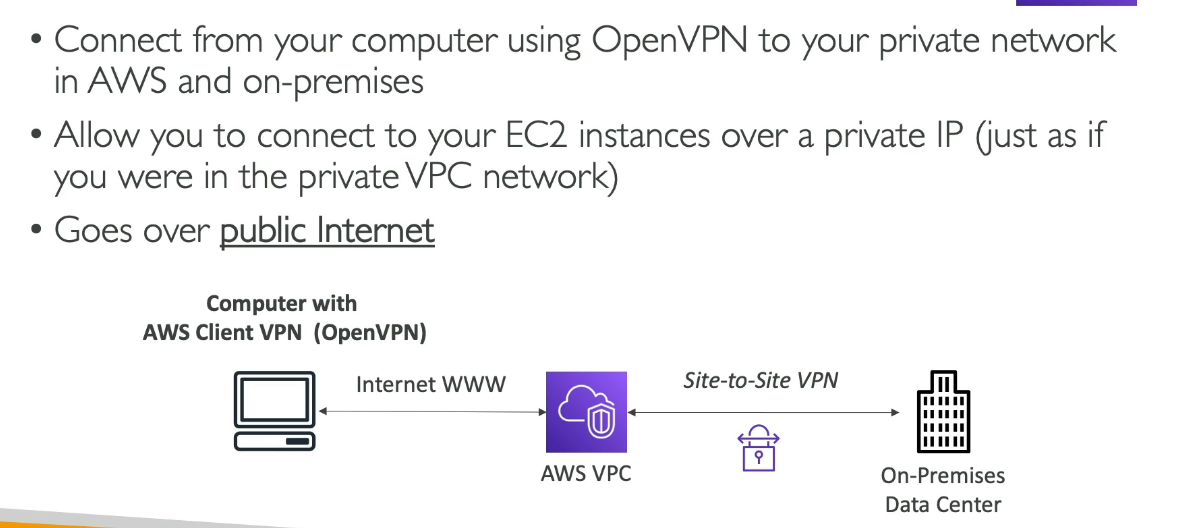 • Connect from your computer using OpenVPN to your private network
in AWS and on-premises
• Allow you to connect to your EC2 instances over a private IP (just as if
you were in the private VPC network)
• Goes over public Internet
Computer with
AWS Client VPN (OpenVPN)
Internet WWW
Site-to-Site VPN
AWS VPC
On-Premises
Data Center